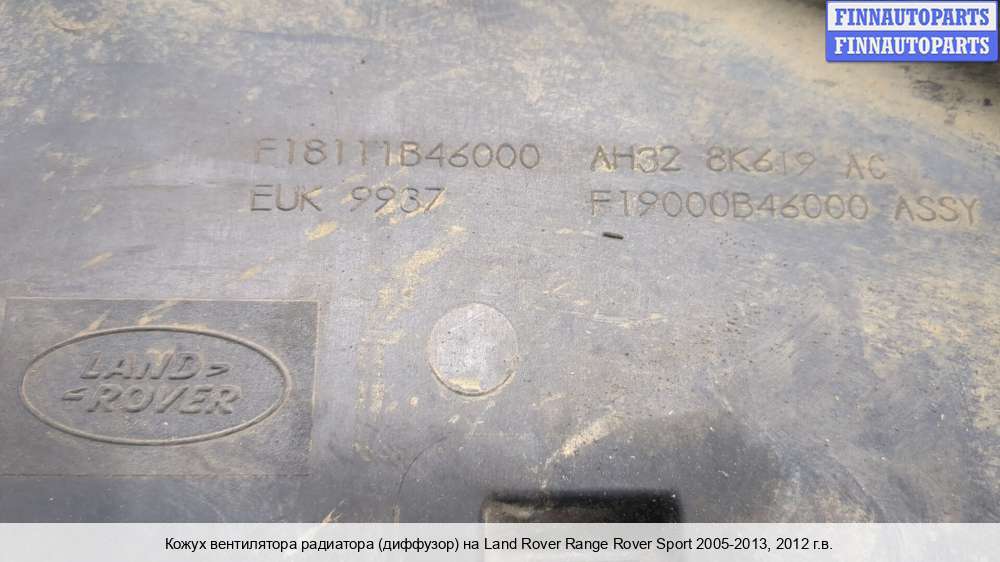 FINNAUTOPARTS
FINNAUTOPARTS
F18111B46000 AH32 8K619 AC
EUK 9937 F19000B46000 ASSY
LAND
ROVER
Кожух вентилятора радиатора (диффузор) на Land Rover Range Rover Sport 2005-2013, 2012 г.в.